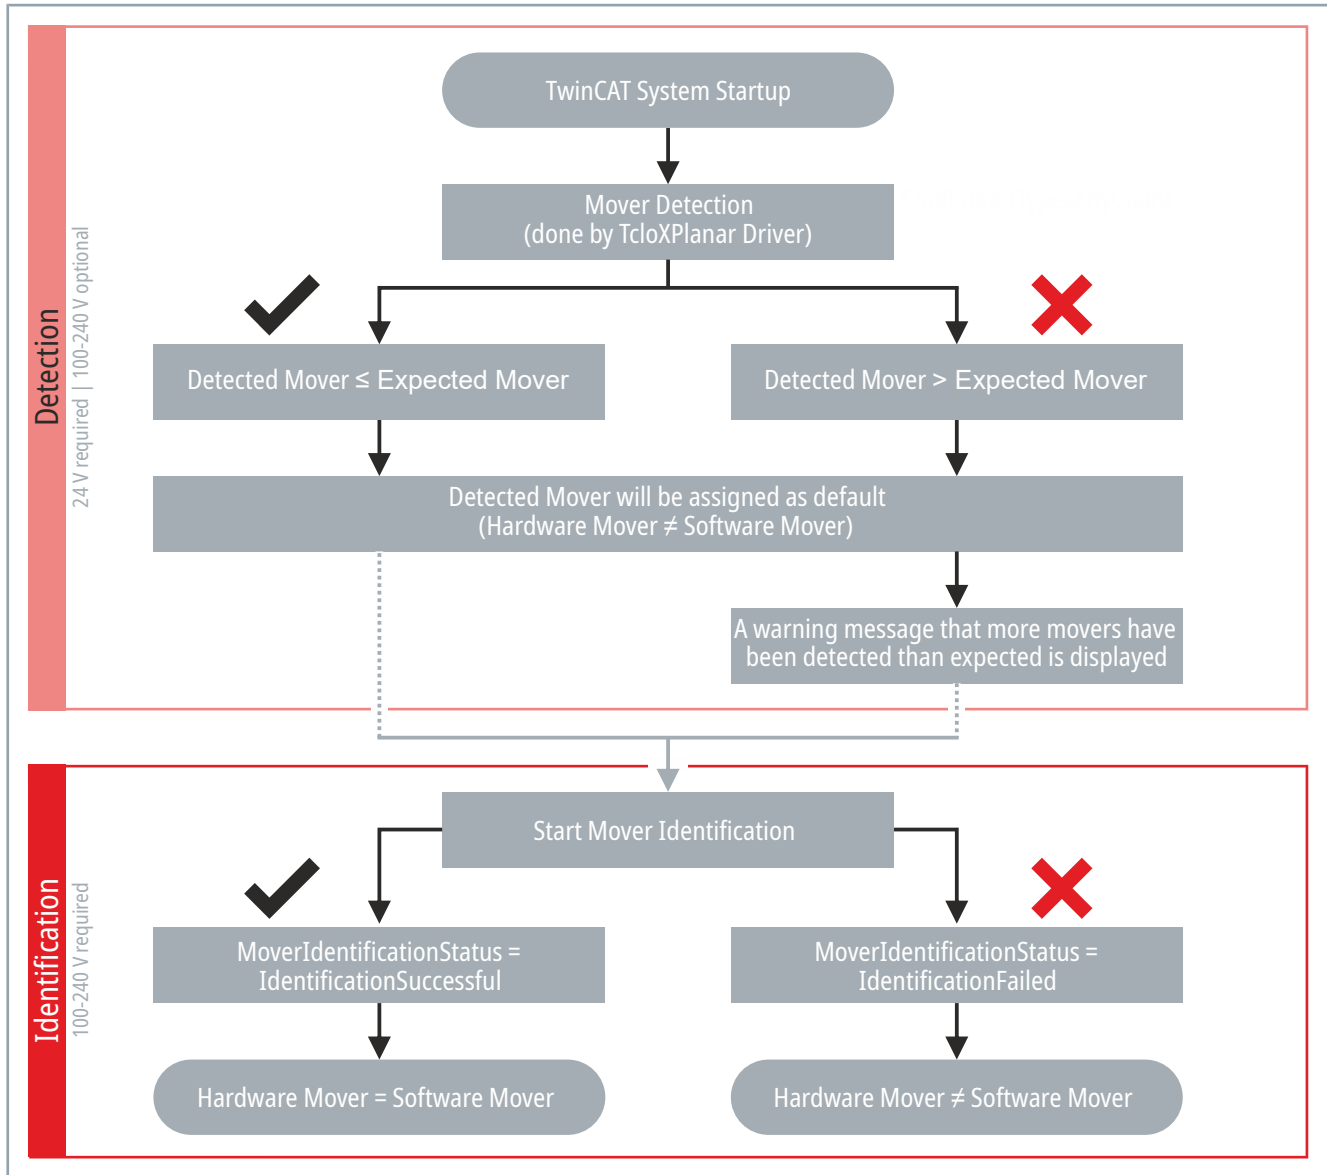 TwinCAT System Startup
Mover Detection
(done by TcIoXPlanar Driver)
Detected Mover ≤ Expected Mover
Detected Mover > Expected Mover
Detected Mover will be assigned as default
(Hardware Mover ≠ Software Mover)
A warning message that more movers have
been detected than expected is displayed
Detection
24 V required | 100-240 V optional
Start Mover Identification
MoverIdentificationStatus =
IdentificationSuccessful
MoverIdentificationStatus =
IdentificationFailed
Hardware Mover = Software Mover
Hardware Mover ≠ Software Mover
Identification
100-240 V required